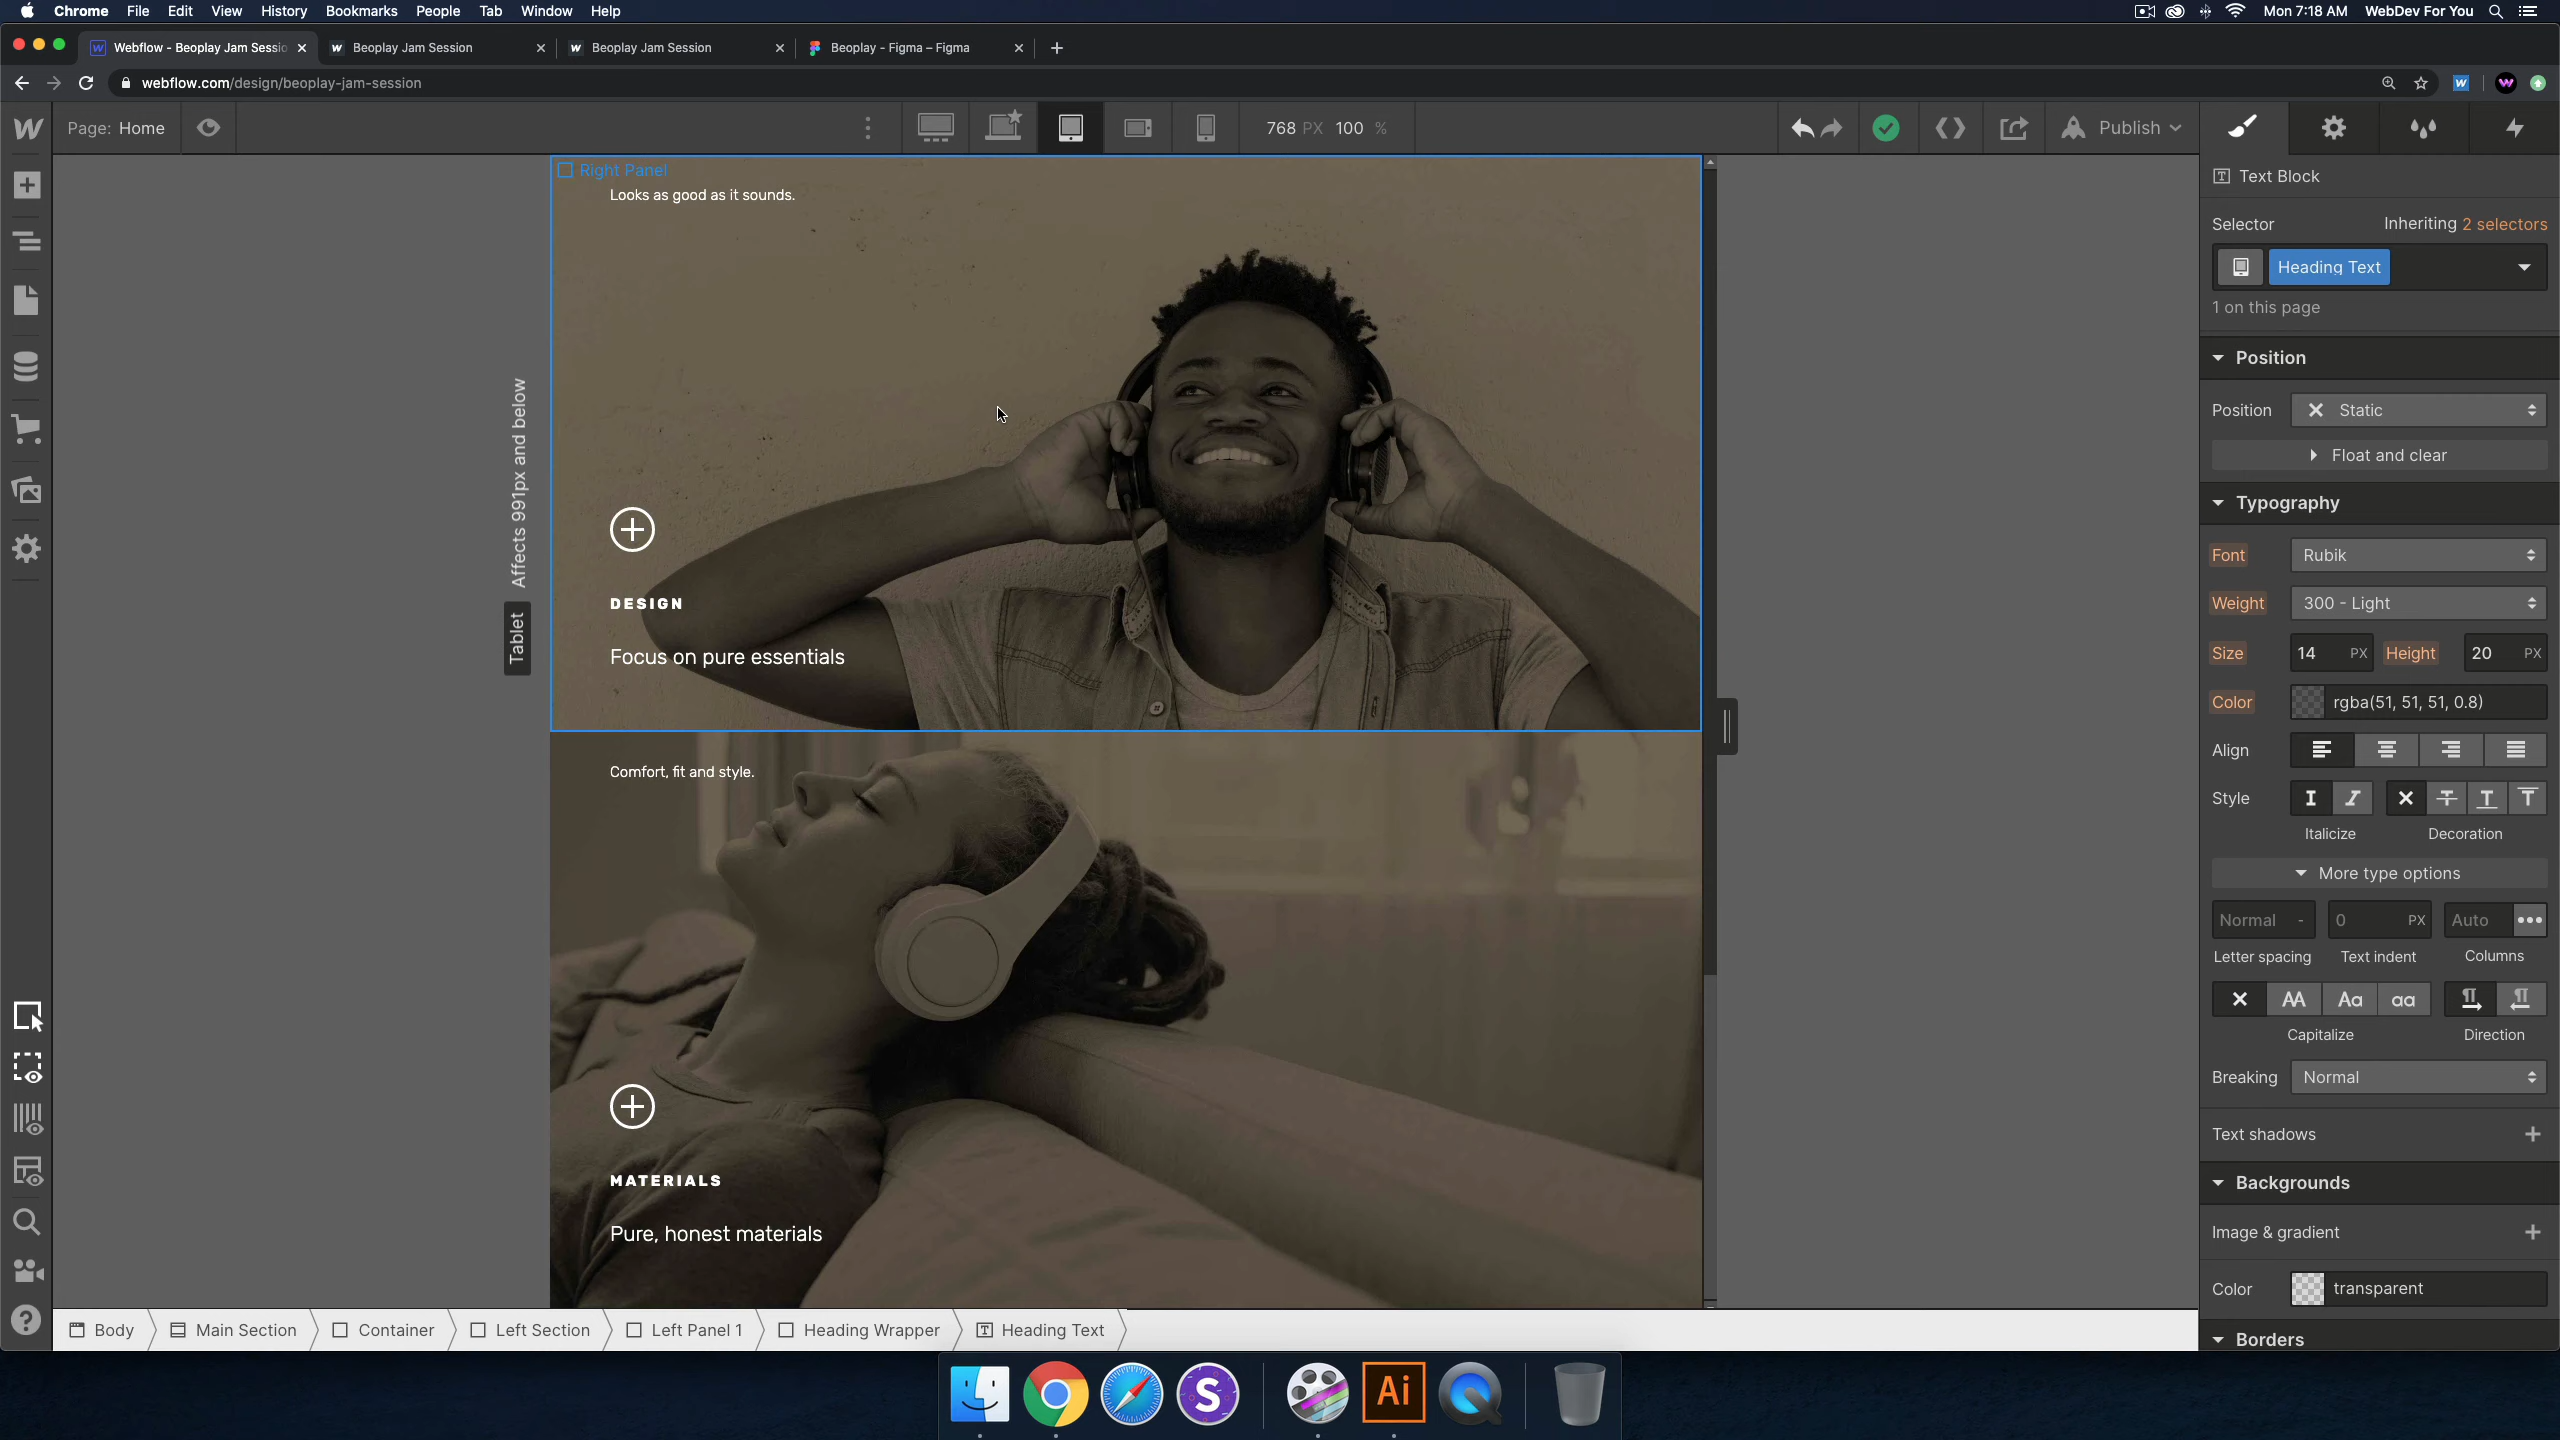 Chrome File Edit View History Bookmarks People Tab Window Help
Mon 7:18 AM WebDev For You
Webflow - Beoplay Jam Sessio
Beoplay Jam Session
Beoplay Jam Session
Beoplay - Figma – Figma
webflow.com/design/beoplay-jam-session
Page: Home
768 PX 100 %
Publish
Right Panel
Looks as good as it sounds.
DESIGN
Focus on pure essentials
Comfort, fit and style.
MATERIALS
Pure, honest materials
Affects 991px and below
Tablet
Text Block
Selector Inheriting 2 selectors
Heading Text
1 on this page
Position
Position Static
Float and clear
Typography
Font Rubik
Weight 300 - Light
Size 14 PX Height 20 PX
Color rgba(51, 51, 51, 0.8)
Align
Style
Italicize Decoration
More type options
Normal - 0 PX Auto
Letter spacing Text indent Columns
AA Aa aa
Capitalize Direction
Breaking Normal
Text shadows
Backgrounds
Image & gradient
Color transparent
Borders
Body Main Section Container Left Section Left Panel 1 Heading Wrapper Heading Text
Ai